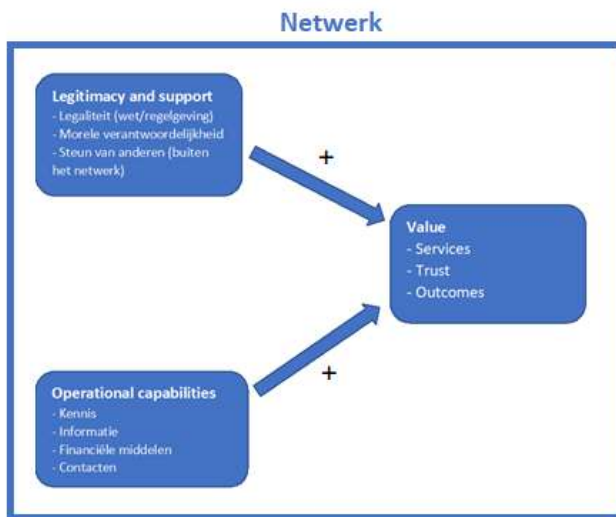 Netwerk
Legitimacy and support
- Legaliteit (wet/regelgeving)
- Morele verantwoordelijkheid
- Steun van anderen (buiten
het netwerk)
+
Value
- Services
- Trust
- Outcomes
+
Operational capabilities
- Kennis
- Informatie
- Financiële middelen
- Contacten